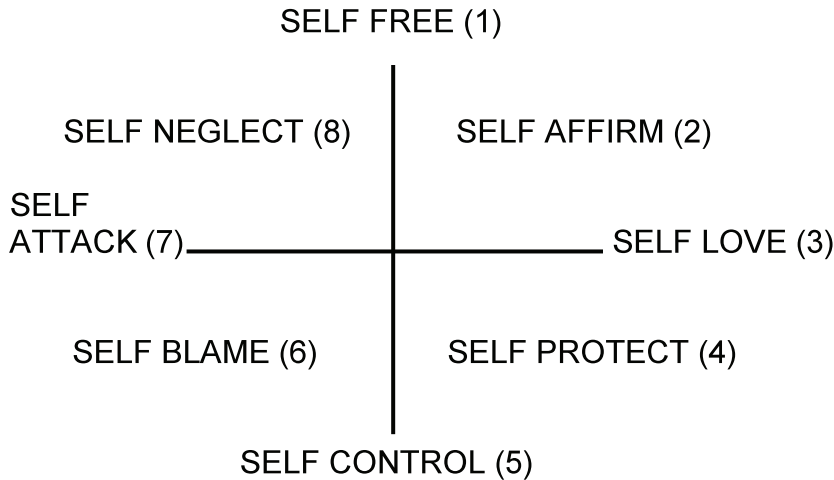 SELF FREE (1)
SELF NEGLECT (8)
SELF AFFIRM (2)
SELF
ATTACK (7)
SELF LOVE (3)
SELF BLAME (6)
SELF PROTECT (4)
SELF CONTROL (5)